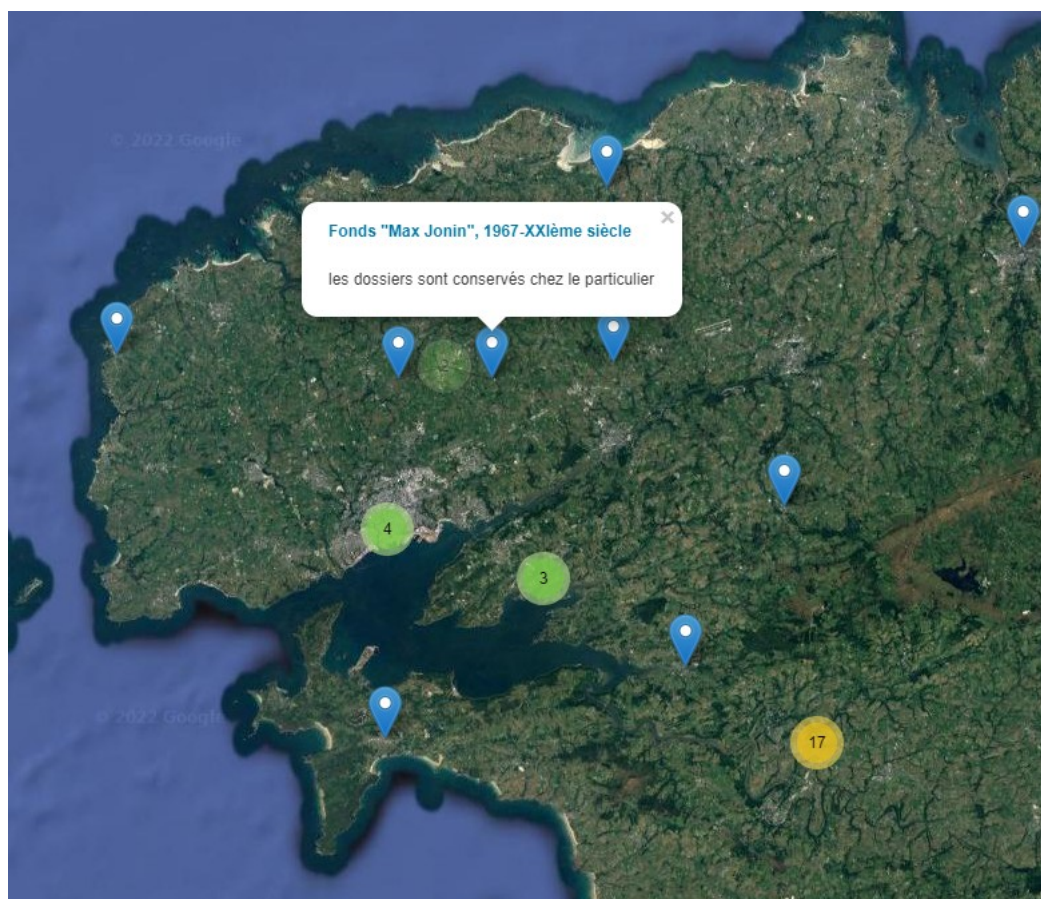 © 2022 Google
Fonds "Max Jonin", 1967-XXIème siècle
×
les dossiers sont conservés chez le particulier
4
3
© 2022 Google
17